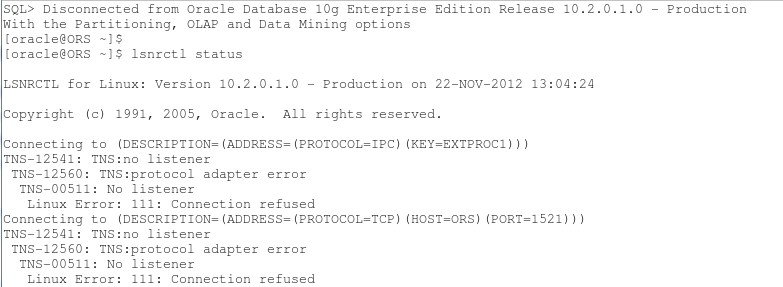 SQL> Disconnected from Oracle Database 10g Enterprise Edition Release 10.2.0.1.0 - Production
With the Partitioning, OLAP and Data Mining options
[oracle@ORS ~]$
[oracle@ORS ~]$ lsnrctl status
LSNRCTL for Linux: Version 10.2.0.1.0 - Production on 22-NOV-2012 13:04:24
Copyright (c) 1991, 2005, Oracle.  All rights reserved.
Connecting to (DESCRIPTION=(ADDRESS=(PROTOCOL=IPC)(KEY=EXTPROC1)))
TNS-12541: TNS:no listener
 TNS-12560: TNS:protocol adapter error
  TNS-00511: No listener
   Linux Error: 111: Connection refused
Connecting to (DESCRIPTION=(ADDRESS=(PROTOCOL=TCP)(HOST=ORS)(PORT=1521)))
TNS-12541: TNS:no listener
 TNS-12560: TNS:protocol adapter error
  TNS-00511: No listener
   Linux Error: 111: Connection refused